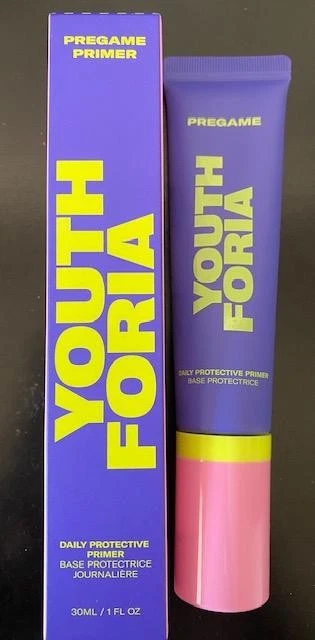 PREGAME
PRIMER
YOUTH
FORIA
DAILY PROTECTIVE
PRIMER
BASE PROTECTRICE
JOURNALIÈRE
30ML / 1 FL OZ
PREGAME
YOUTH
FORIA
DAILY PROTECTIVE PRIMER
BASE PROTECTRICE